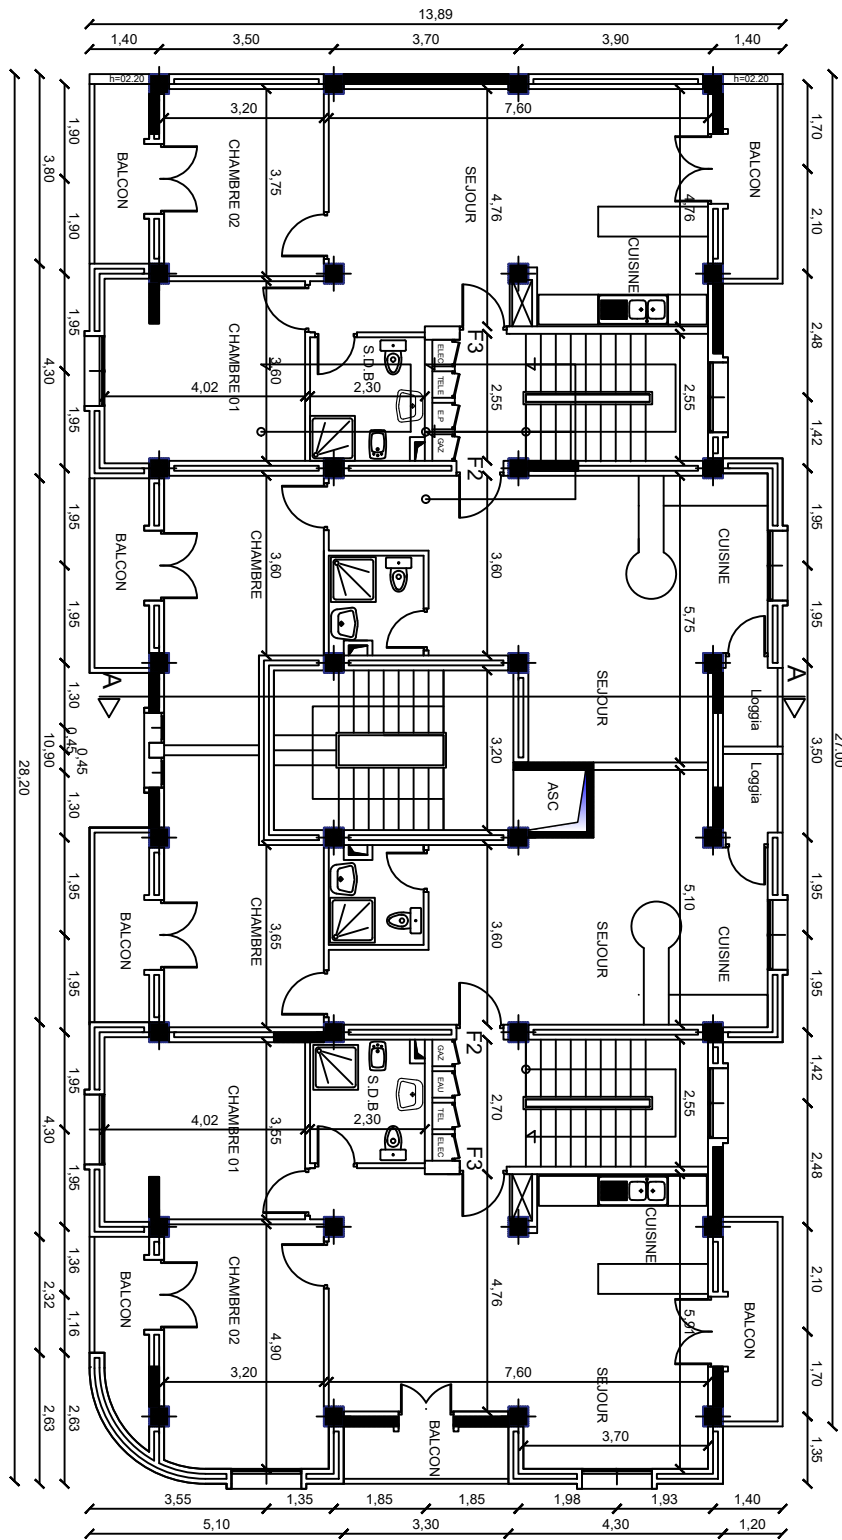 13,89
1,40 3,50 3,70 3,90 1,40
h=02.20 h=02.20
3,20 7,60
1,90
3,80
1,90
BALCON
CHAMBRE 02
3,75
SEJOUR
4,76
4,76
CUISINE
BALCON
1,70
2,10
1,95
4,30
1,95
CHAMBRE 01
3,60
4,02
S.D.B
2,30
F3
ELEC
TELE
E.P
GAZ
2,55
F2
2,55
2,48
1,42
1,95
1,95
BALCON
CHAMBRE
3,60
3,60
5,75
SEJOUR
CUISINE
1,95
1,95
A
A
Loggia
Loggia
3,50
27.00
28,20
10,90
1,30
0,45
0,45
1,30
3,20
ASC
1,95
1,95
BALCON
CHAMBRE
3,65
3,60
5,10
SEJOUR
CUISINE
1,95
1,95
F2
GAZ
EAU
TEL
ELEC
F3
2,70
2,55
1,42
2,48
1,95
4,30
1,95
CHAMBRE 01
3,55
4,02
S.D.B
2,30
CUISINE
1,36
2,32
1,16
BALCON
CHAMBRE 02
4,90
4,76
5,91
SEJOUR
BALCON
2,10
1,70
3,20 7,60
3,70
BALCON
2,63
2,63
1,35
3,55 1,35 1,85 1,85 1,98 1,93 1,40
5,10 3,30 4,30 1,20